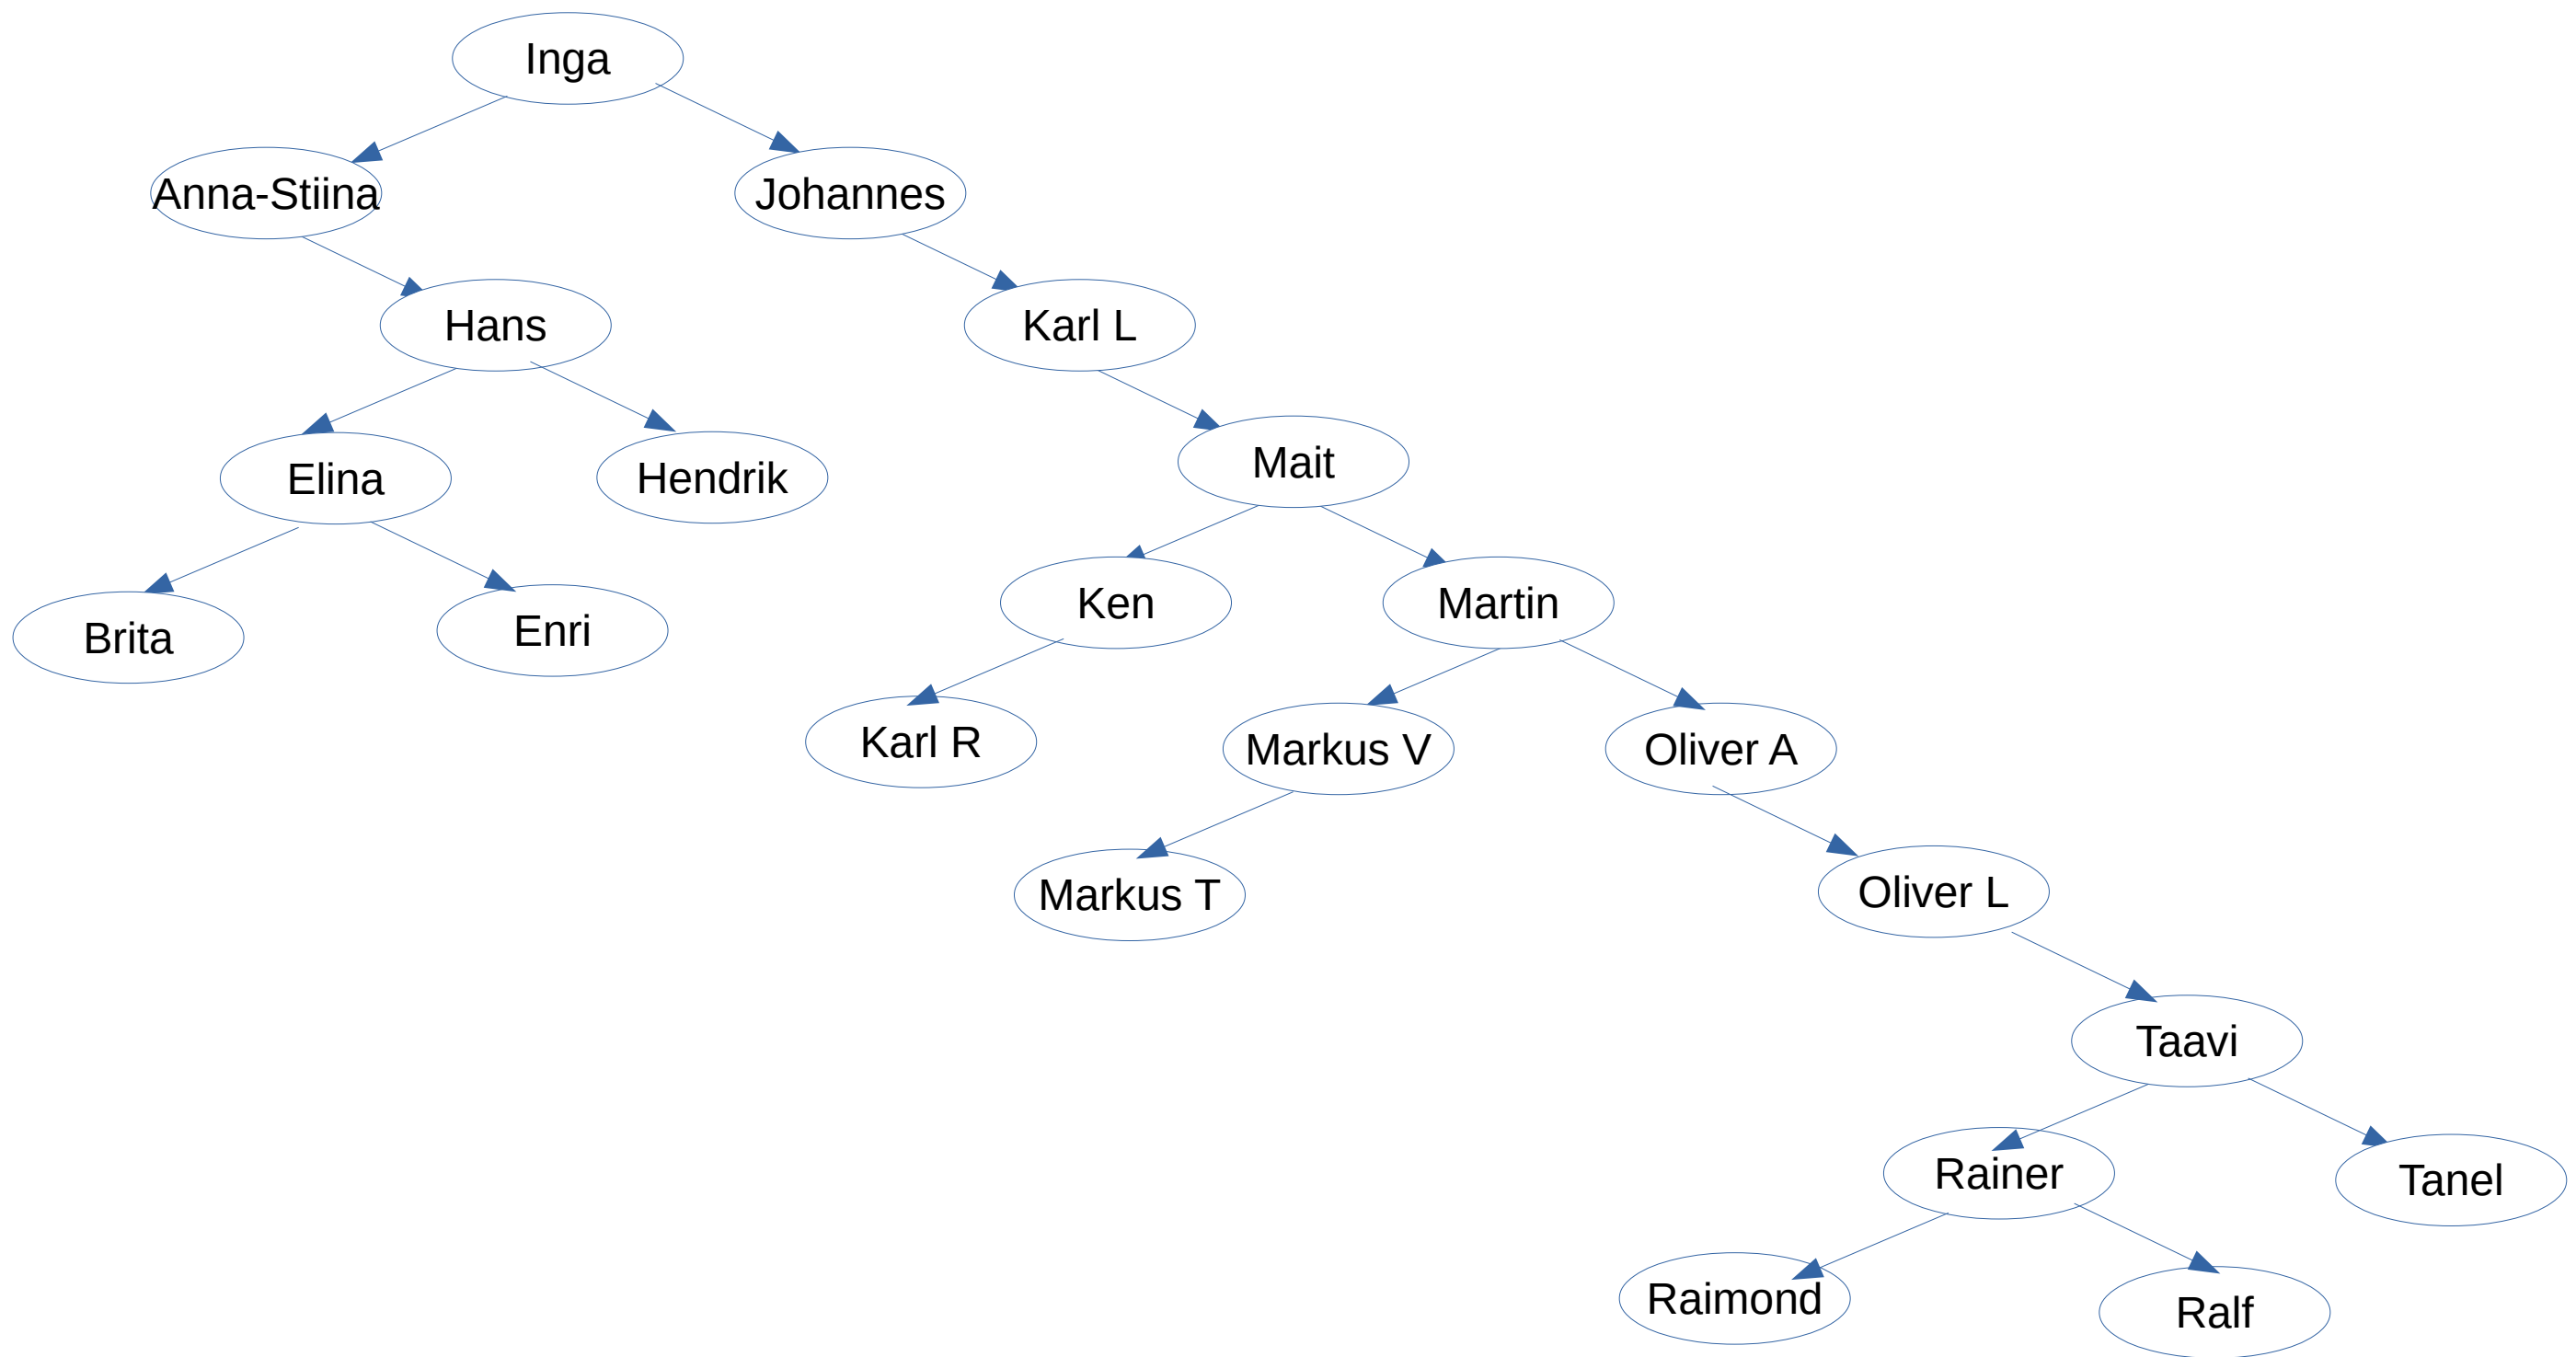 Inga
Anna-Stiina
Johannes
Hans
Karl L
Mait
Elina
Hendrik
Ken
Martin
Brita
Enri
Karl R
Markus V
Oliver A
Markus T
Oliver L
Taavi
Rainer
Tanel
Raimond
Ralf